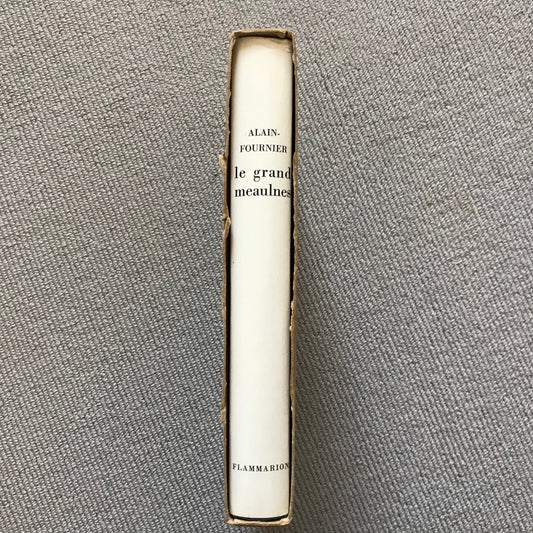 ALAIN-
FOURNIER
le grand
meaulnes
FLAMMARION